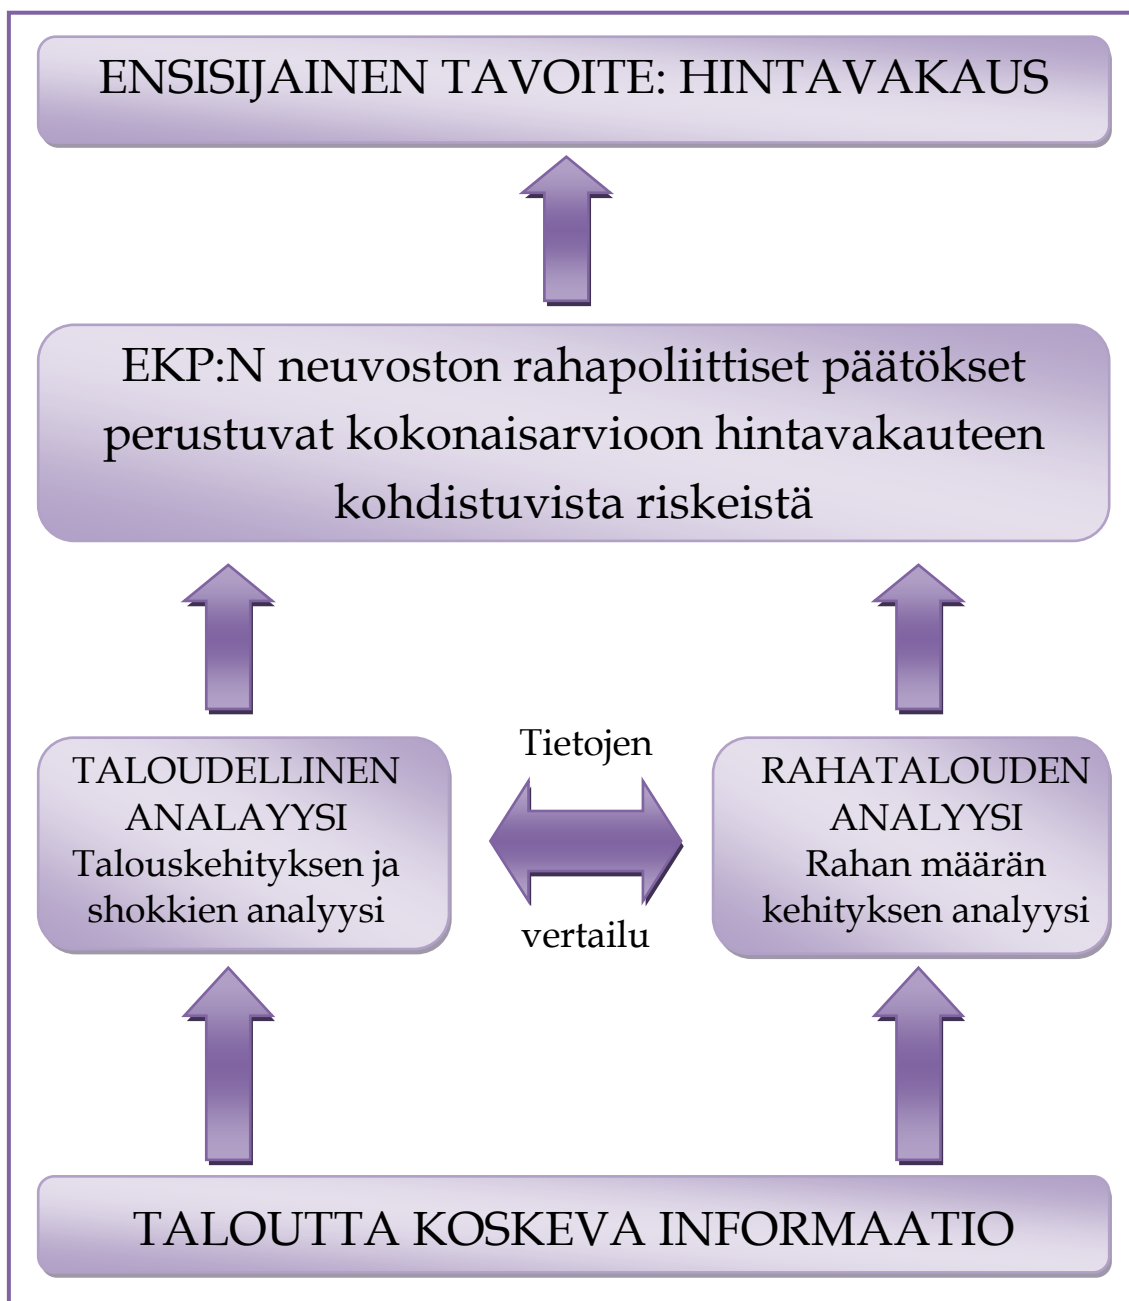 ENSISIJAINEN TAVOITE: HINTAVAKAUS
EKP:N neuvoston rahapoliittiset päätökset
perustuvat kokonaisarvioon hintavakauteen
kohdistuvista riskeistä
TALOUDELLINEN
ANALAYYSI
Talouskehityksen ja
shokkien analyysi
Tietojen
vertailu
RAHATALOUDEN
ANALYYSI
Rahan määrän
kehityksen analyysi
TALOUTTA KOSKEVA INFORMAATIO